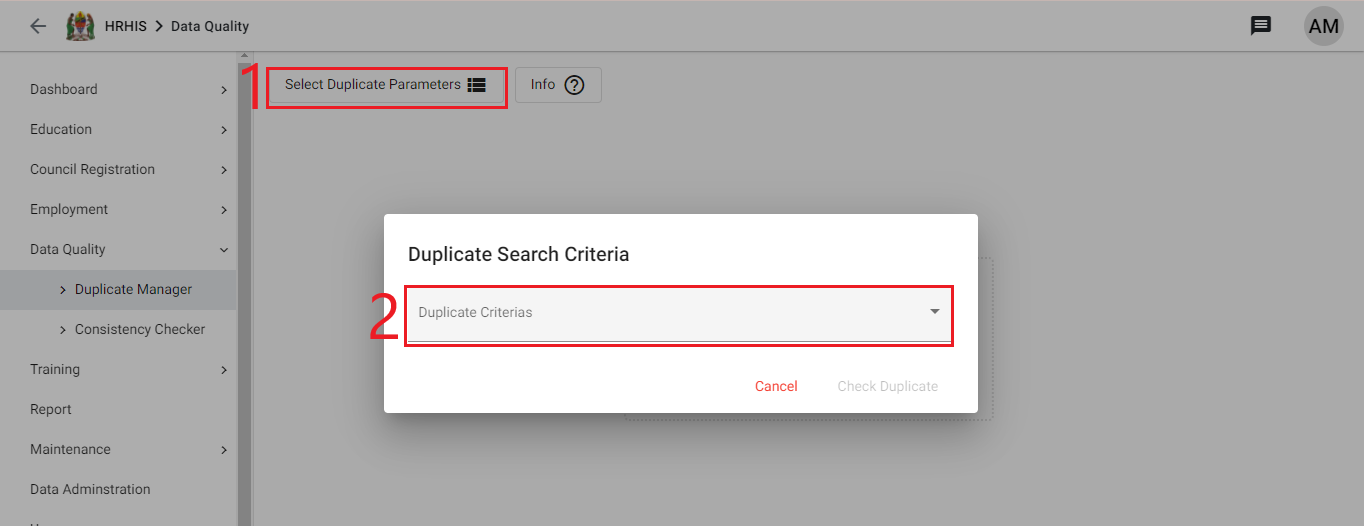 HRHIS > Data Quality
AM
Dashboard
Education
Council Registration
Employment
Data Quality
Duplicate Manager
Consistency Checker
Training
Report
Maintenance
Data Adminstration
1
Select Duplicate Parameters
Info ?
Duplicate Search Criteria
2
Duplicate Criterias
Cancel
Check Duplicate